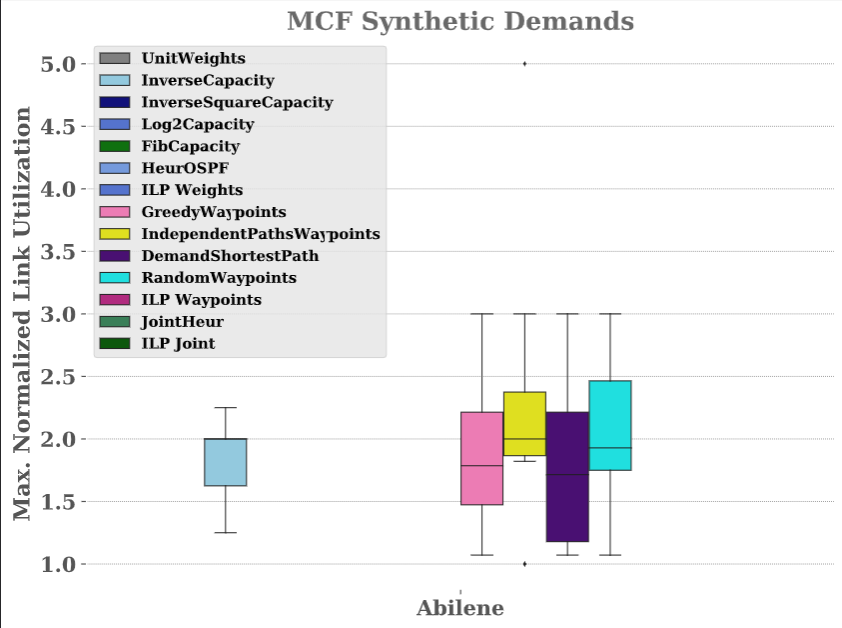 MCF Synthetic Demands
Max. Normalized Link Utilization
5.0
4.5
4.0
3.5
3.0
2.5
2.0
1.5
1.0
UnitWeights
InverseCapacity
InverseSquareCapacity
Log2Capacity
FibCapacity
HeurOSPF
ILP Weights
GreedyWaypoints
IndependentPathsWaypoints
DemandShortestPath
RandomWaypoints
ILP Waypoints
JointHeur
ILP Joint
Abilene